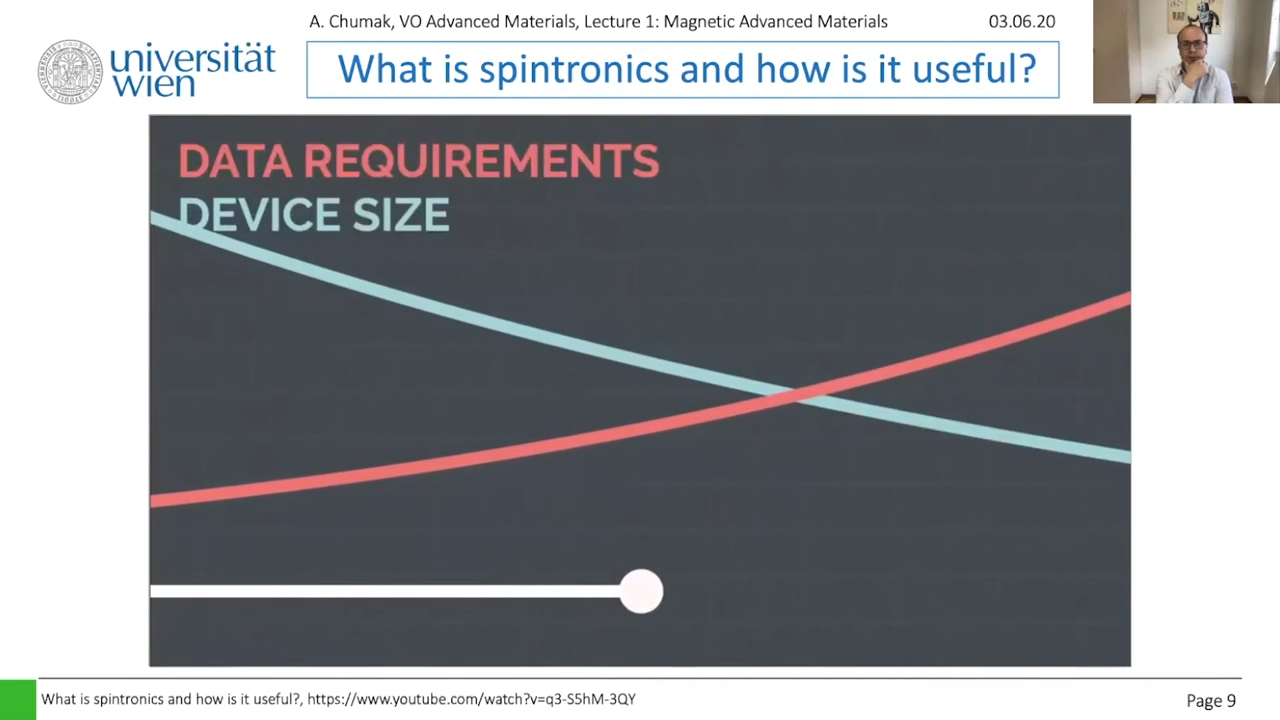 A. Chumak, VO Advanced Materials, Lecture 1: Magnetic Advanced Materials 03.06.20
universität
wien
What is spintronics and how is it useful?
DATA REQUIREMENTS
DEVICE SIZE
What is spintronics and how is it useful?, https://www.youtube.com/watch?v=q3-S5hM-3QY
Page 9